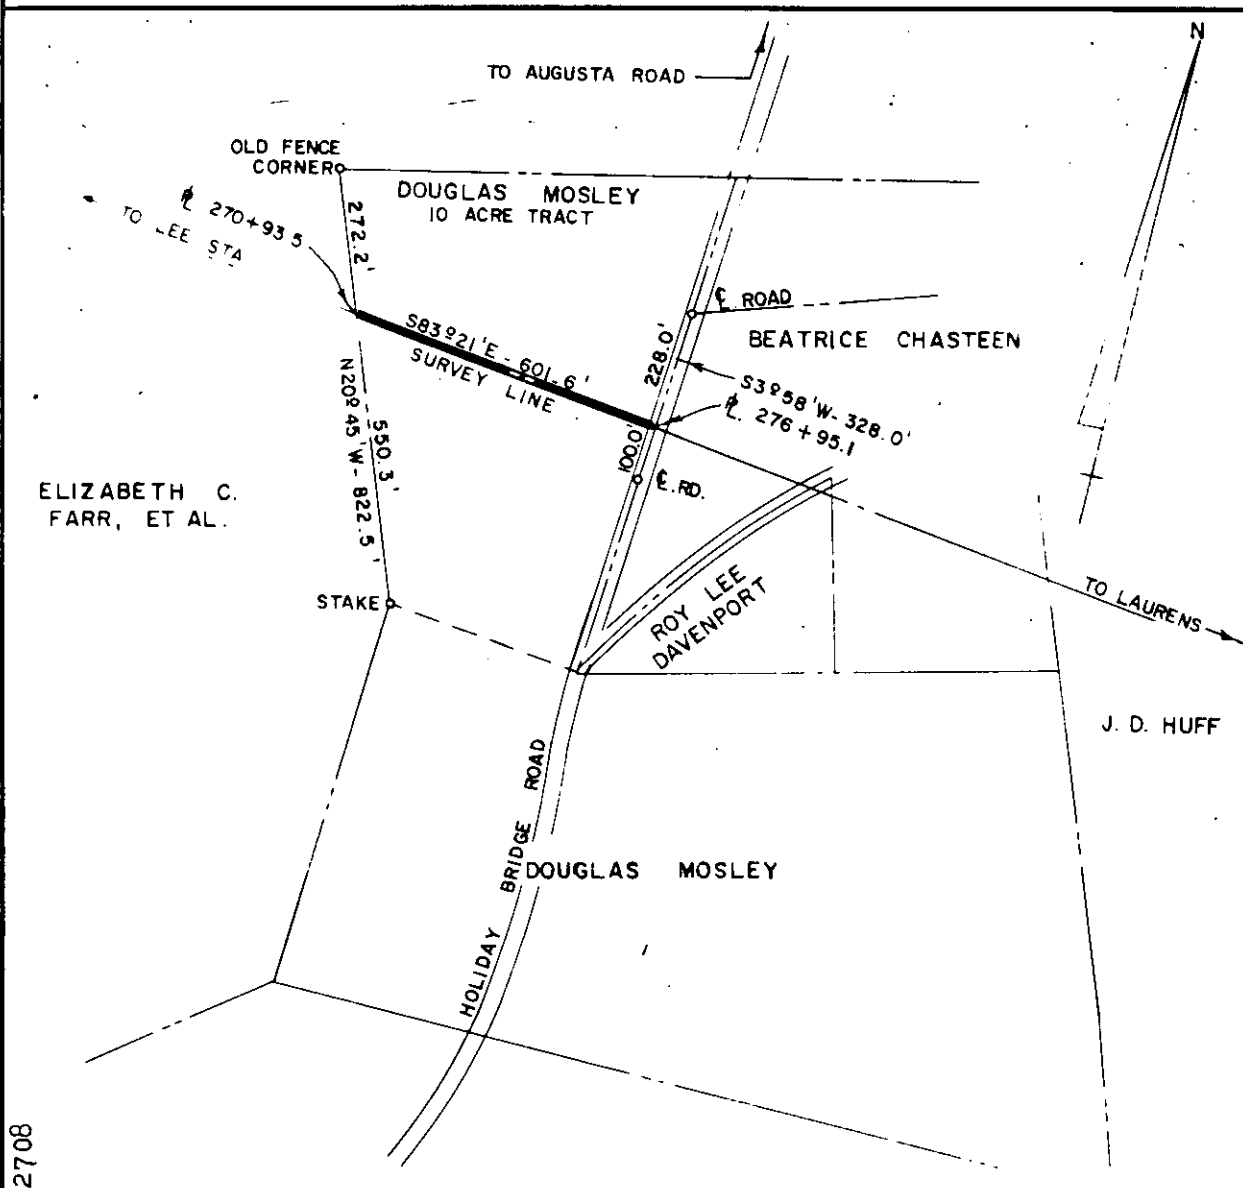 N
TO AUGUSTA ROAD
OLD FENCE
CORNER
DOUGLAS MOSLEY
10 ACRE TRACT
℄ 270+93.5
TO LEE STA
272.2'
℄ ROAD
BEATRICE CHASTEEN
S83°21'E - 601.6'
SURVEY LINE
228.0'
S3°58'W - 328.0'
℄ 276+95.1
100.0'
℄ RD.
550.3'
N20°45'W - 822.5'
ELIZABETH C.
FARR, ET AL.
STAKE
ROY LEE
DAVENPORT
TO LAURENS
J. D. HUFF
HOLIDAY BRIDGE ROAD
DOUGLAS MOSLEY
2708